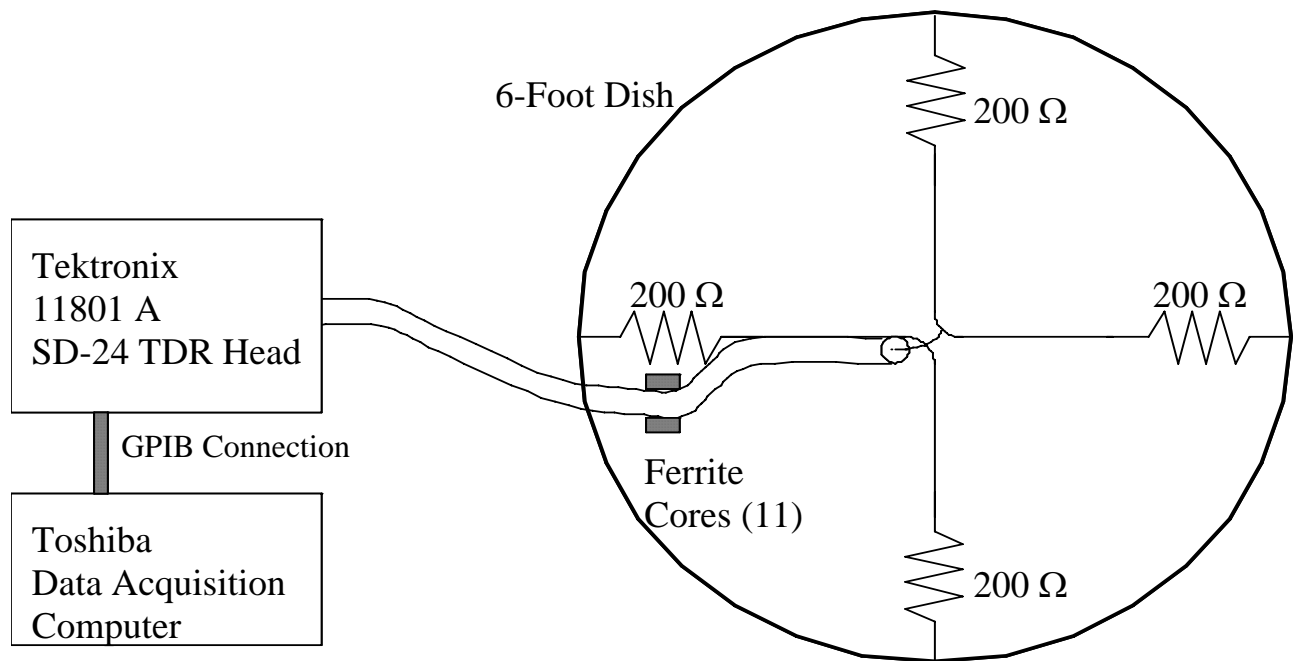 6-Foot Dish
200 Ω
Tektronix
11801 A
SD-24 TDR Head
200 Ω
200 Ω
GPIB Connection
Ferrite
Cores (11)
Toshiba
Data Acquisition
Computer
200 Ω